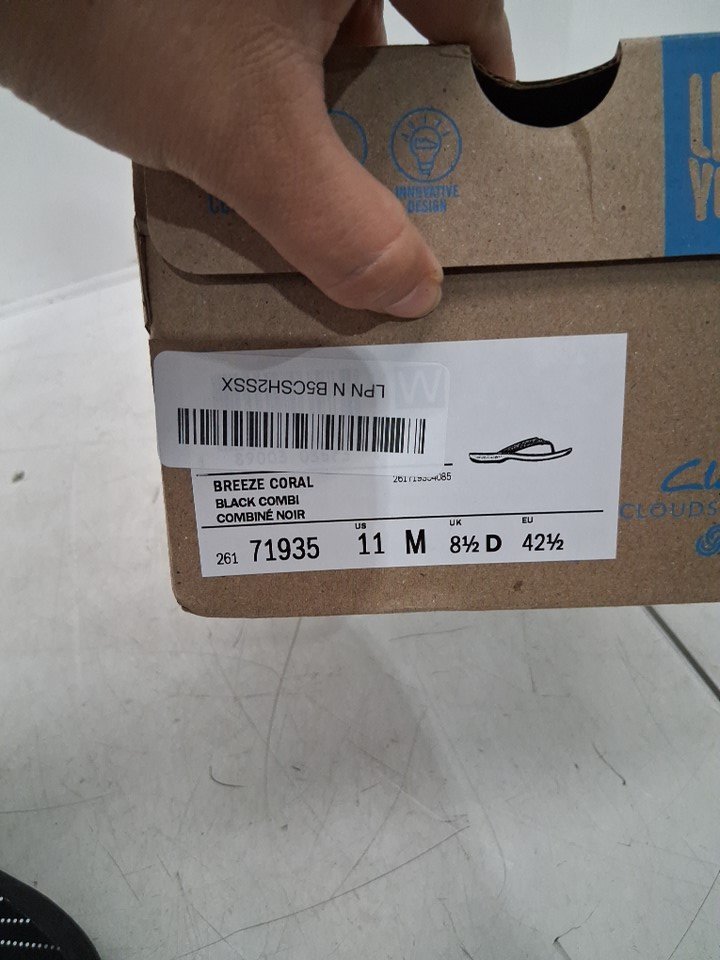 INNOVATIVE
DESIGN
LPN N B5CSH2SSX
W
BREEZE CORAL
BLACK COMBI
COMBINÉ NOIR
261 71935
US
11 M
UK
8½ D
EU
42½
CLOUDS